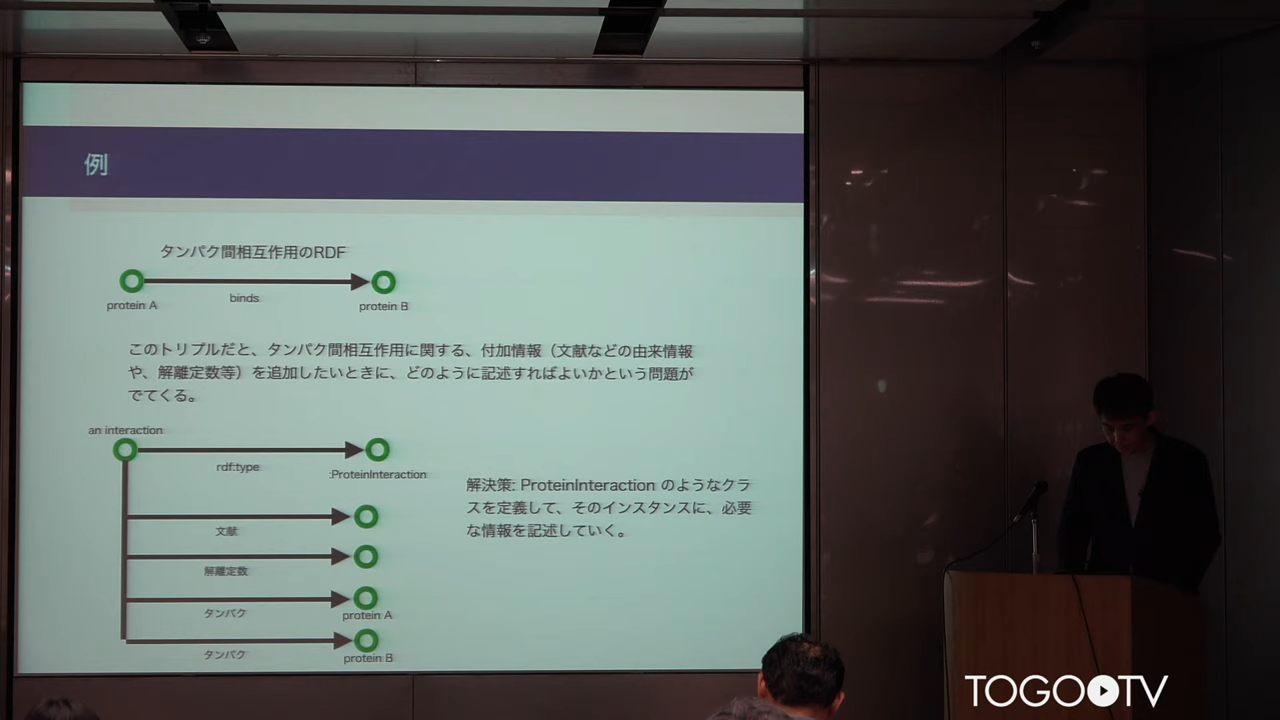 例
タンパク間相互作用のRDF
binds
protein A
protein B
このトリプルだと、タンパク間相互作用に関する、付加情報（文献などの由来情報
や、解離定数等）を追加したいときに、どのように記述すればよいかという問題が
でてくる。
an interaction
rdf:type
:ProteinInteraction
文献
解離定数
タンパク
protein A
タンパク
protein B
解決策: ProteinInteraction のようなクラ
スを定義して、そのインスタンスに、必要
な情報を記述していく。
TOGO TV